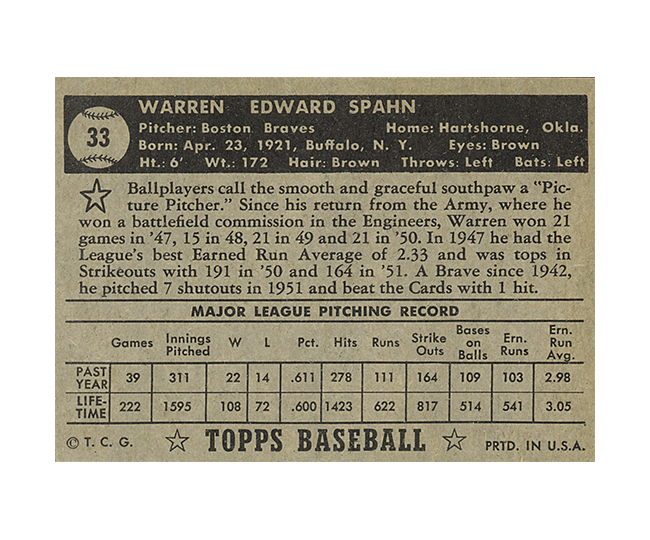 33
WARREN EDWARD SPAHN
Pitcher: Boston Braves Home: Hartshorne, Okla.
Born: Apr. 23, 1921, Buffalo, N. Y. Eyes: Brown
Ht.: 6' Wt.: 172 Hair: Brown Throws: Left Bats: Left
Ballplayers call the smooth and graceful southpaw a "Pic-
ture Pitcher." Since his return from the Army, where he
won a battlefield commission in the Engineers, Warren won 21
games in '47, 15 in 48, 21 in 49 and 21 in '50. In 1947 he had the
League's best Earned Run Average of 2.33 and was tops in
Strikeouts with 191 in '50 and 164 in '51. A Brave since 1942,
he pitched 7 shutouts in 1951 and beat the Cards with 1 hit.
MAJOR LEAGUE PITCHING RECORD
Games Innings Pitched W L Pct. Hits Runs Strike Outs Bases on Balls Ern. Runs Ern. Run Avg.
PAST YEAR 39 311 22 14 .611 278 111 164 109 103 2.98
LIFE-TIME 222 1595 108 72 .600 1423 622 817 514 541 3.05
© T. C. G. TOPPS BASEBALL PRTD. IN U.S.A.